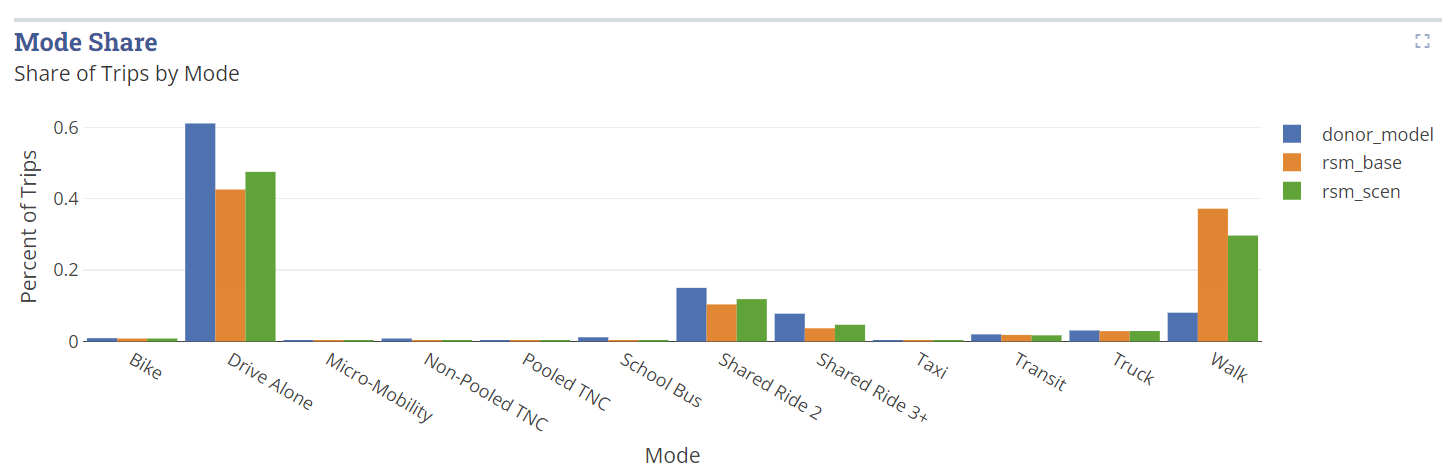 Mode Share
Share of Trips by Mode
Percent of Trips
0.6
0.4
0.2
0
Bike
Drive Alone
Micro-Mobility
Non-Pooled TNC
Pooled TNC
School Bus
Shared Ride 2
Shared Ride 3+
Taxi
Transit
Truck
Walk
Mode
donor_model
rsm_base
rsm_scen